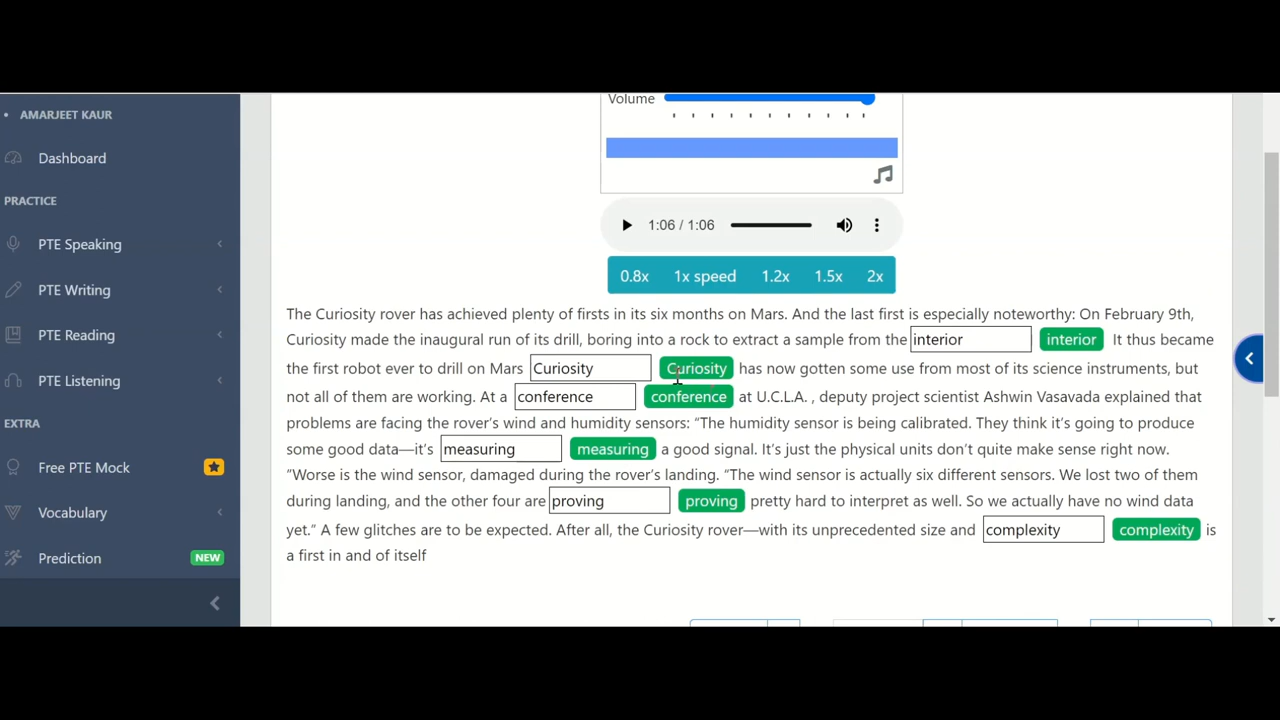 Volume
• AMARJEET KAUR
Dashboard
PRACTICE
PTE Speaking
PTE Writing
PTE Reading
PTE Listening
EXTRA
Free PTE Mock
Vocabulary
Prediction NEW
1:06 / 1:06
0.8x 1x speed 1.2x 1.5x 2x
The Curiosity rover has achieved plenty of firsts in its six months on Mars. And the last first is especially noteworthy: On February 9th,
Curiosity made the inaugural run of its drill, boring into a rock to extract a sample from the interior interior It thus became
the first robot ever to drill on Mars Curiosity Curiosity has now gotten some use from most of its science instruments, but
not all of them are working. At a conference conference at U.C.L.A. , deputy project scientist Ashwin Vasavada explained that
problems are facing the rover’s wind and humidity sensors: “The humidity sensor is being calibrated. They think it’s going to produce
some good data—it’s measuring measuring a good signal. It’s just the physical units don’t quite make sense right now.
“Worse is the wind sensor, damaged during the rover’s landing. “The wind sensor is actually six different sensors. We lost two of them
during landing, and the other four are proving proving pretty hard to interpret as well. So we actually have no wind data
yet.” A few glitches are to be expected. After all, the Curiosity rover—with its unprecedented size and complexity complexity is
a first in and of itself